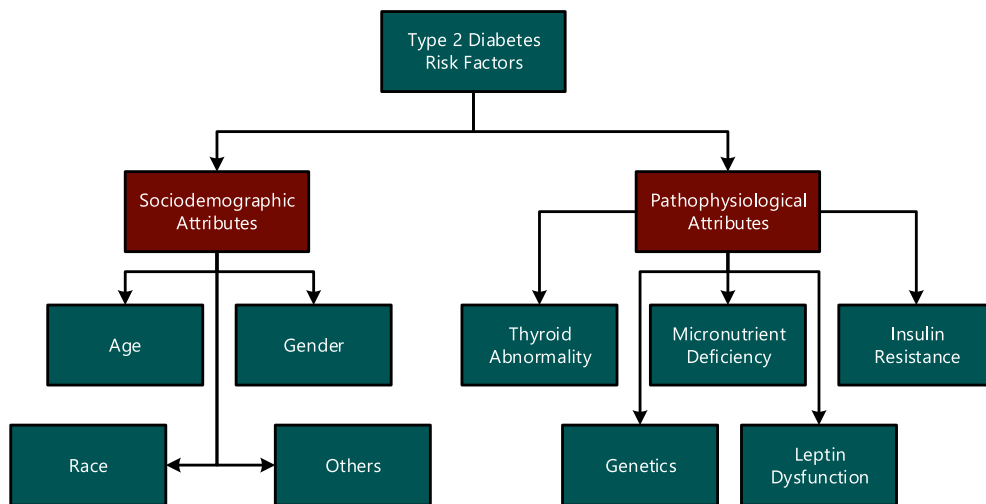 Type 2 Diabetes
Risk Factors
Sociodemographic
Attributes
Pathophysiological
Attributes
Age
Gender
Thyroid
Abnormality
Micronutrient
Deficiency
Insulin
Resistance
Race
Others
Genetics
Leptin
Dysfunction